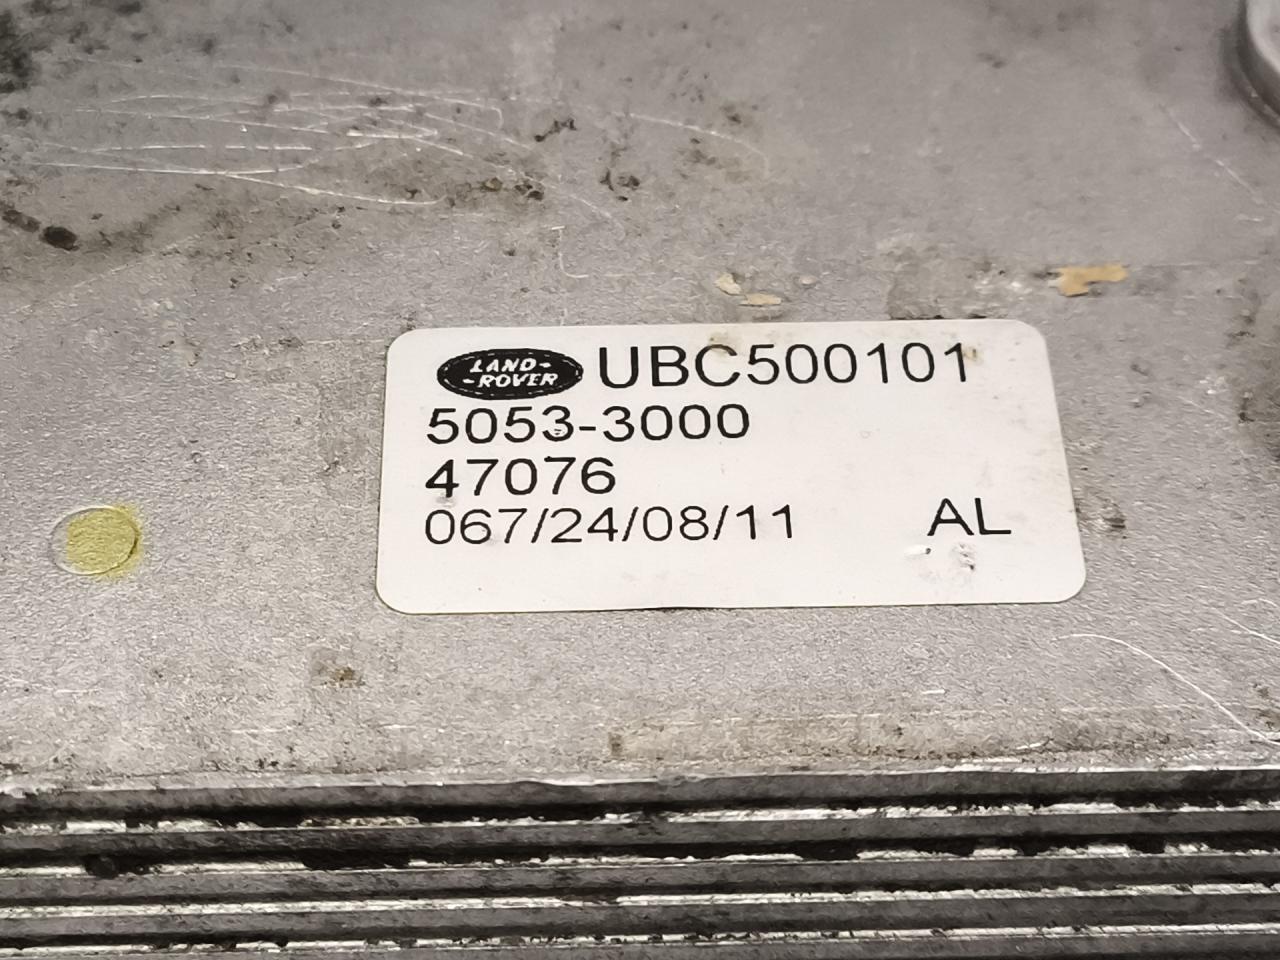 LAND-
-ROVER
UBC500101
5053-3000
47076
067/24/08/11 AL